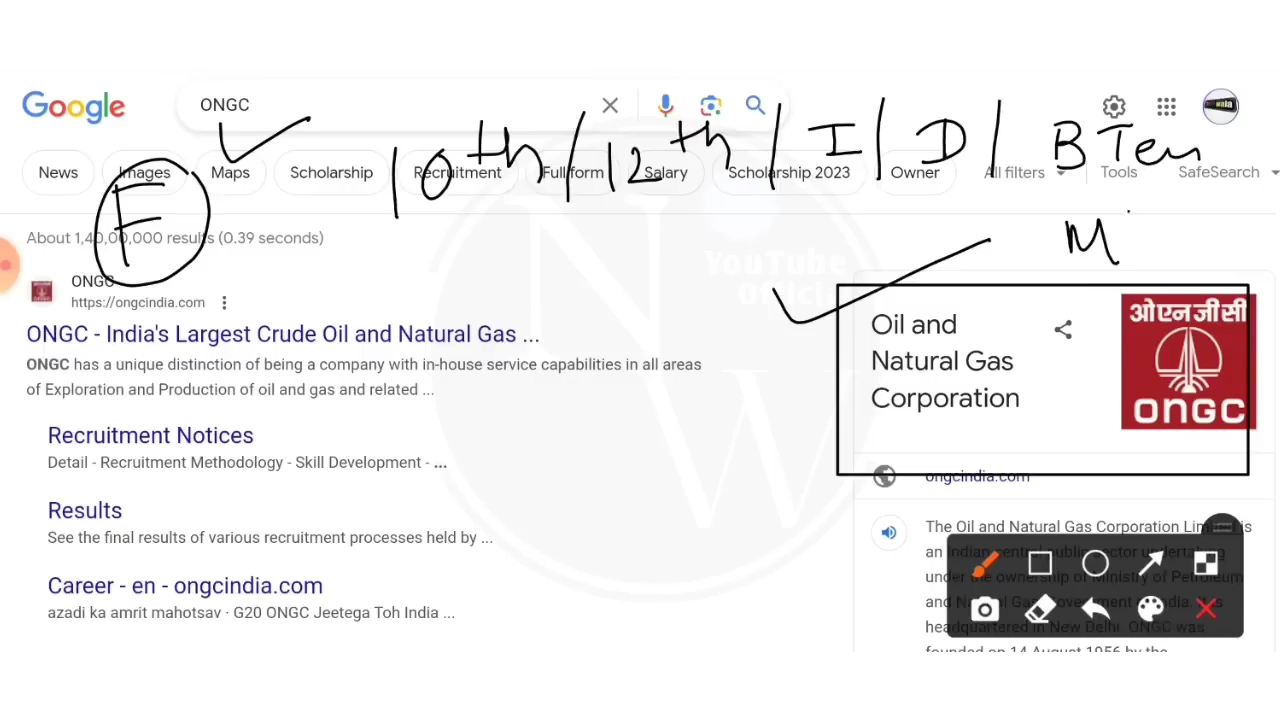 Google
ONGC
10th / 12th / I / D / BTen
M
F
News Images Maps Scholarship Recruitment Full form Salary Scholarship 2023 Owner All filters Tools SafeSearch
About 1,40,00,000 results (0.39 seconds)
ONGC
https://ongcindia.com
ONGC - India's Largest Crude Oil and Natural Gas ...
ONGC has a unique distinction of being a company with in-house service capabilities in all areas
of Exploration and Production of oil and gas and related ...
Recruitment Notices
Detail - Recruitment Methodology - Skill Development - ...
Results
See the final results of various recruitment processes held by ...
Career - en - ongcindia.com
azadi ka amrit mahotsav · G20 ONGC Jeetega Toh India ...
YouTube
Official
NW
Oil and
Natural Gas
Corporation
ओएनजीसी
ONGC
ongcindia.com
The Oil and Natural Gas Corporation Limited is
an Indian central public sector undertaking
under the ownership of Ministry of Petroleum
and Natural Gas, Government of India. It is
headquartered in New Delhi. ONGC was
founded on 14 August 1956 by the